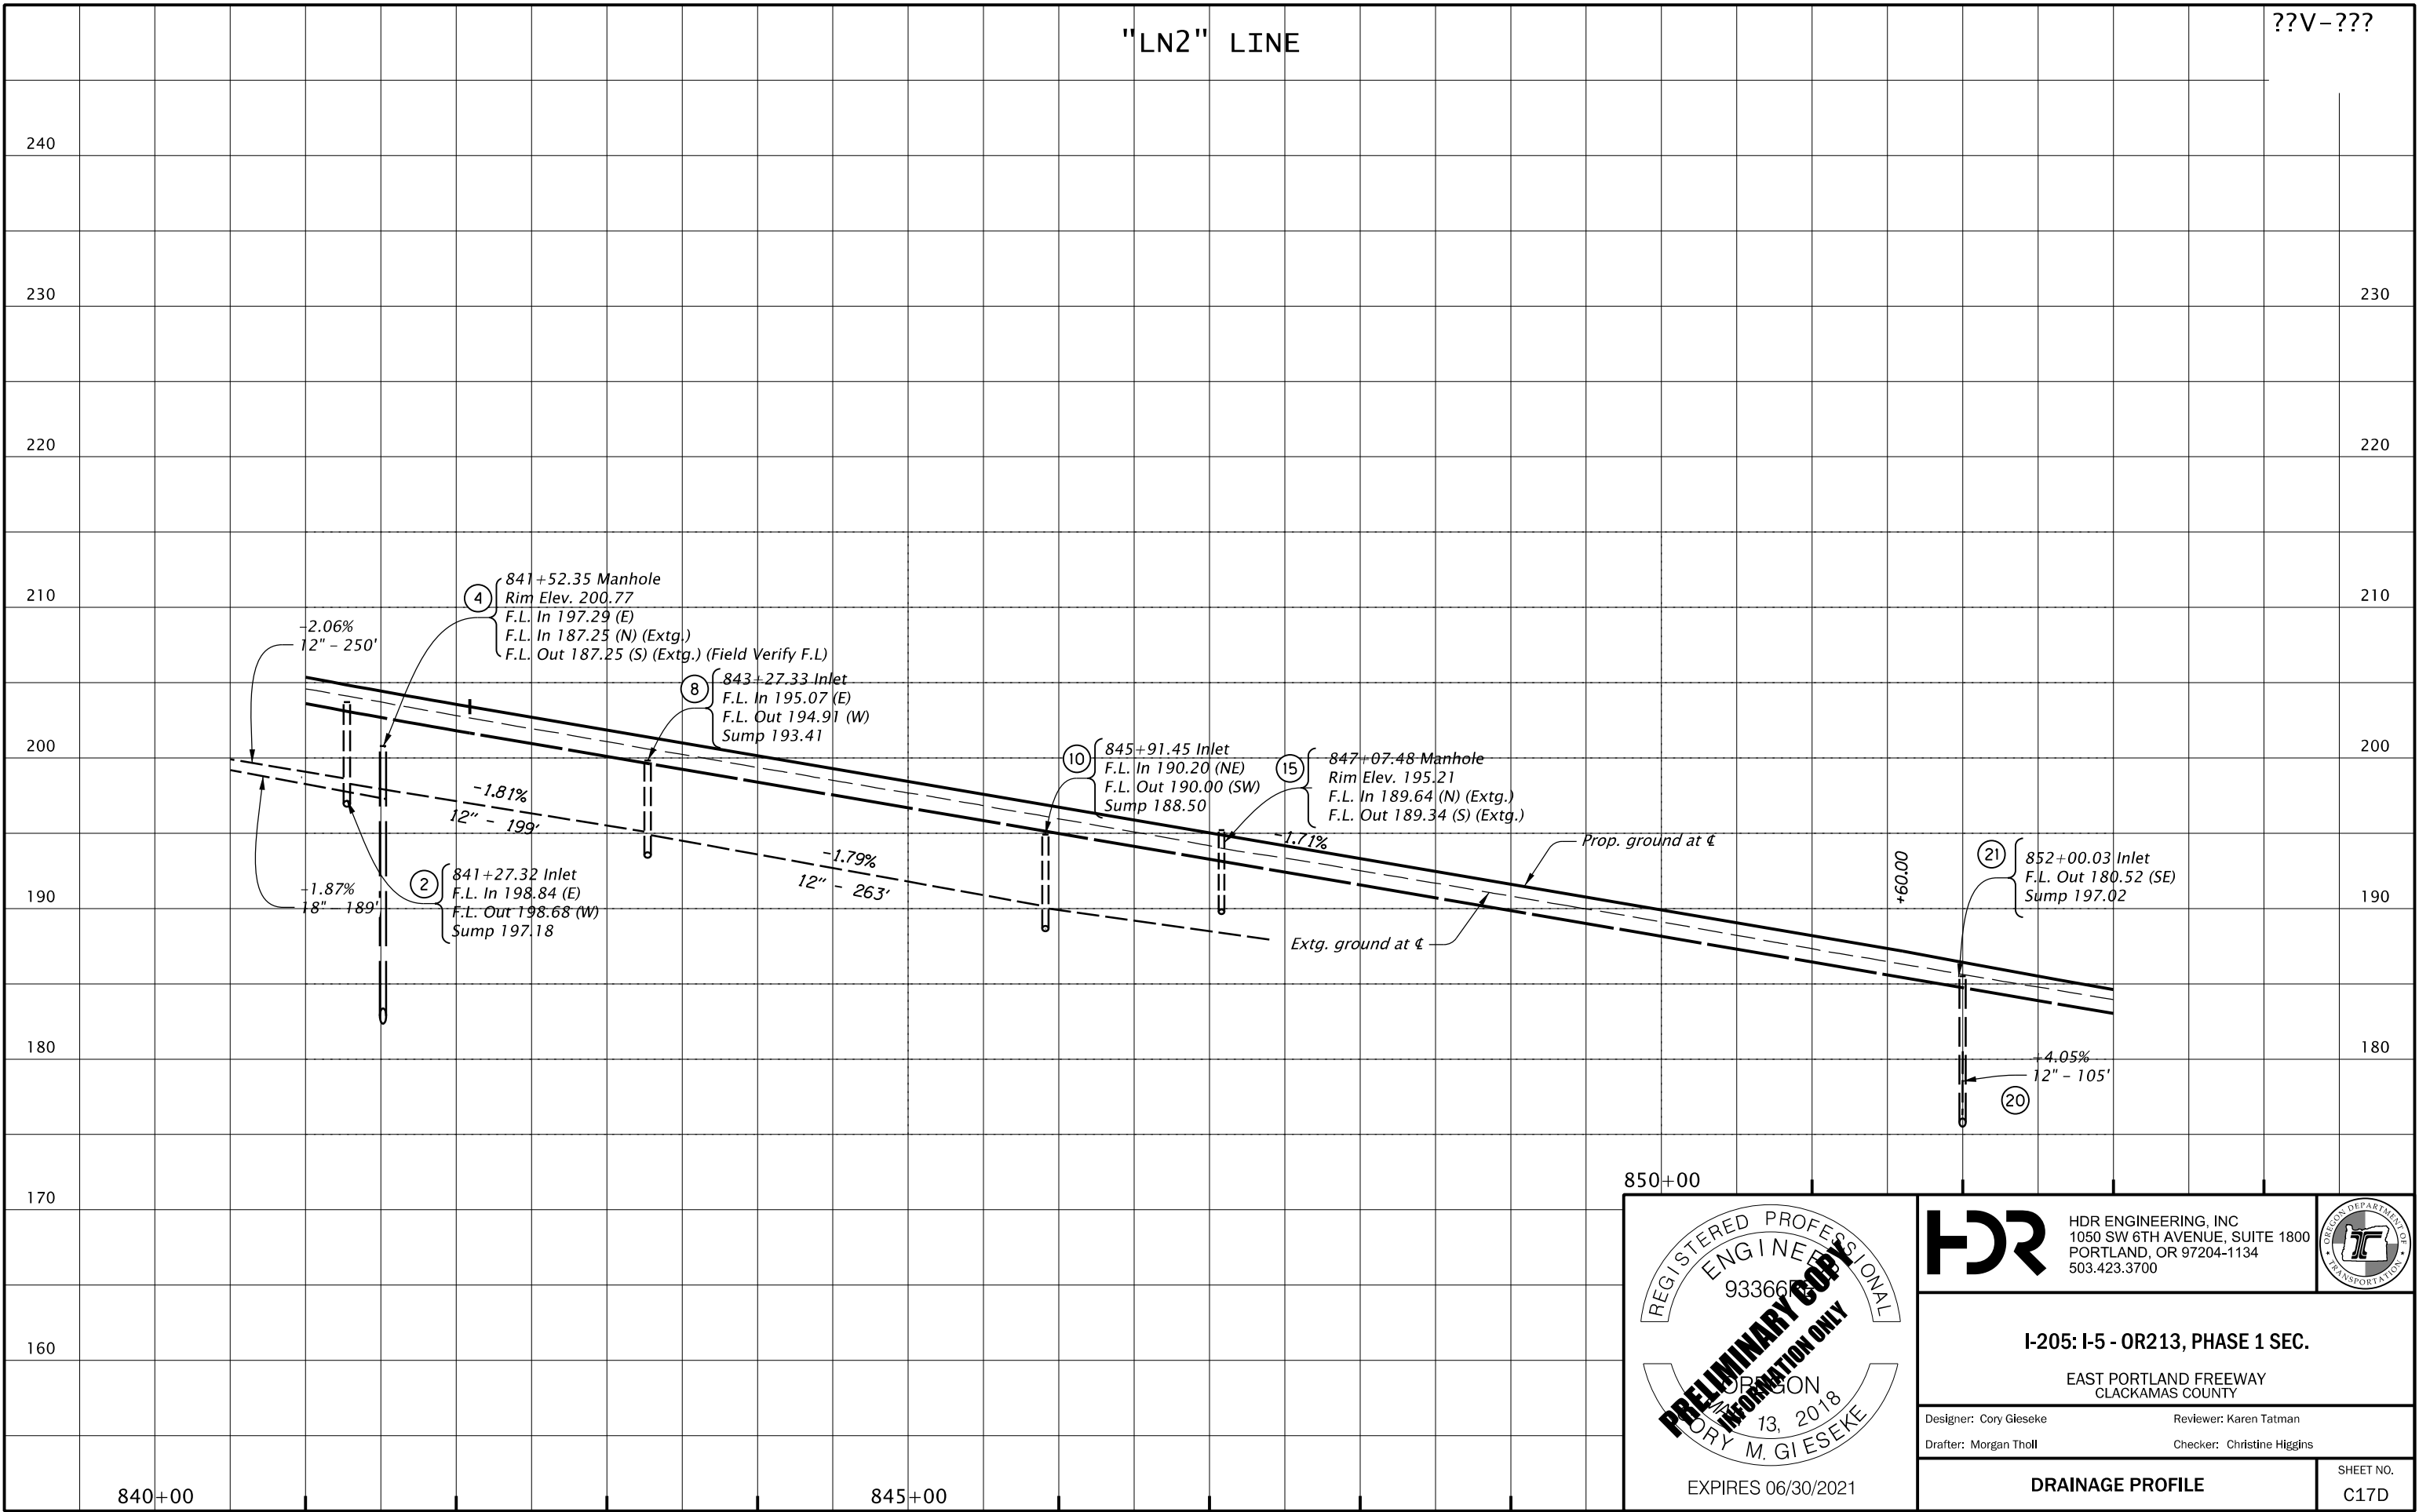 "LN2" LINE
??V-???
240
230
230
220
220
210
210
200
200
190
190
180
180
170
160
-2.06%
12" - 250'
4
841+52.35 Manhole
Rim Elev. 200.77
F.L. In 197.29 (E)
F.L. In 187.25 (N) (Extg.)
F.L. Out 187.25 (S) (Extg.) (Field Verify F.L)
8
843+27.33 Inlet
F.L. In 195.07 (E)
F.L. Out 194.91 (W)
Sump 193.41
10
845+91.45 Inlet
F.L. In 190.20 (NE)
F.L. Out 190.00 (SW)
Sump 188.50
15
847+07.48 Manhole
Rim Elev. 195.21
F.L. In 189.64 (N) (Extg.)
F.L. Out 189.34 (S) (Extg.)
-1.81%
12" - 199'
-1.79%
12" - 263'
-1.71%
Prop. ground at ℄
Extg. ground at ℄
-1.87%
18" - 189'
2
841+27.32 Inlet
F.L. In 198.84 (E)
F.L. Out 198.68 (W)
Sump 197.18
+60.00
21
852+00.03 Inlet
F.L. Out 180.52 (SE)
Sump 197.02
-4.05%
12" - 105'
20
840+00
845+00
850+00
REGISTERED PROFESSIONAL
ENGINEER
93366PE
PRELIMINARY COPY
INFORMATION ONLY
OREGON
13, 2018
CORY M. GIESEKE
EXPIRES 06/30/2021
HDR
HDR ENGINEERING, INC
1050 SW 6TH AVENUE, SUITE 1800
PORTLAND, OR 97204-1134
503.423.3700
OREGON DEPARTMENT OF TRANSPORTATION
I-205: I-5 - OR213, PHASE 1 SEC.
EAST PORTLAND FREEWAY
CLACKAMAS COUNTY
Designer: Cory Gieseke
Reviewer: Karen Tatman
Drafter: Morgan Tholl
Checker: Christine Higgins
DRAINAGE PROFILE
SHEET NO.
C17D